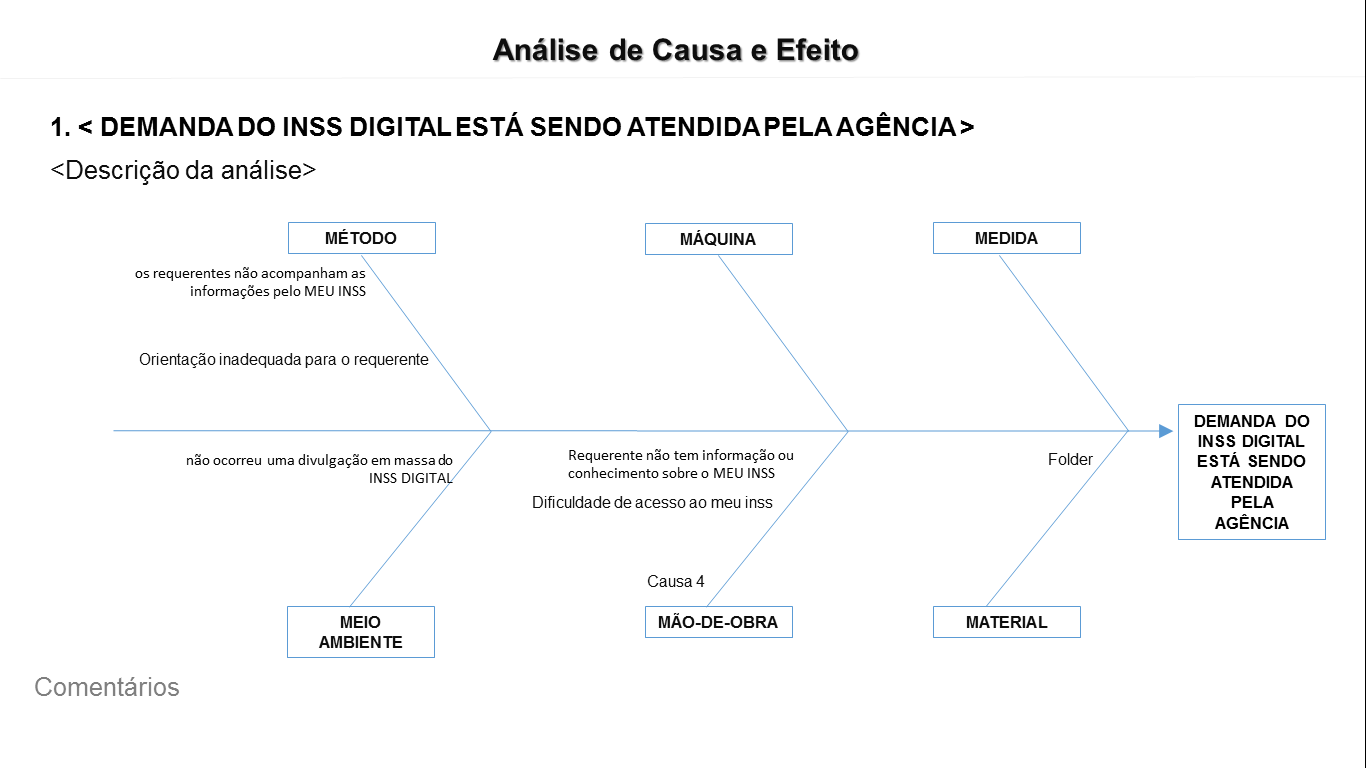 Análise de Causa e Efeito
1. < DEMANDA DO INSS DIGITAL ESTÁ SENDO ATENDIDA PELA AGÊNCIA >
<Descrição da análise>
MÉTODO
MÁQUINA
MEDIDA
os requerentes não acompanham as
informações pelo MEU INSS
Orientação inadequada para o requerente
não ocorreu uma divulgação em massa do
INSS DIGITAL
Requerente não tem informação ou
conhecimento sobre o MEU INSS
Dificuldade de acesso ao meu inss
Causa 4
Folder
DEMANDA DO
INSS DIGITAL
ESTÁ SENDO
ATENDIDA
PELA
AGÊNCIA
MEIO
AMBIENTE
MÃO-DE-OBRA
MATERIAL
Comentários